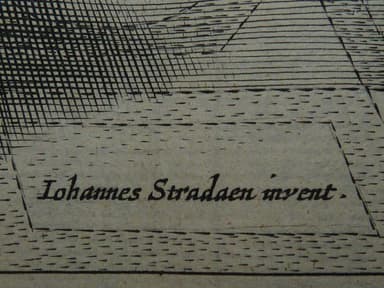 Iohannes Stradaen invent.